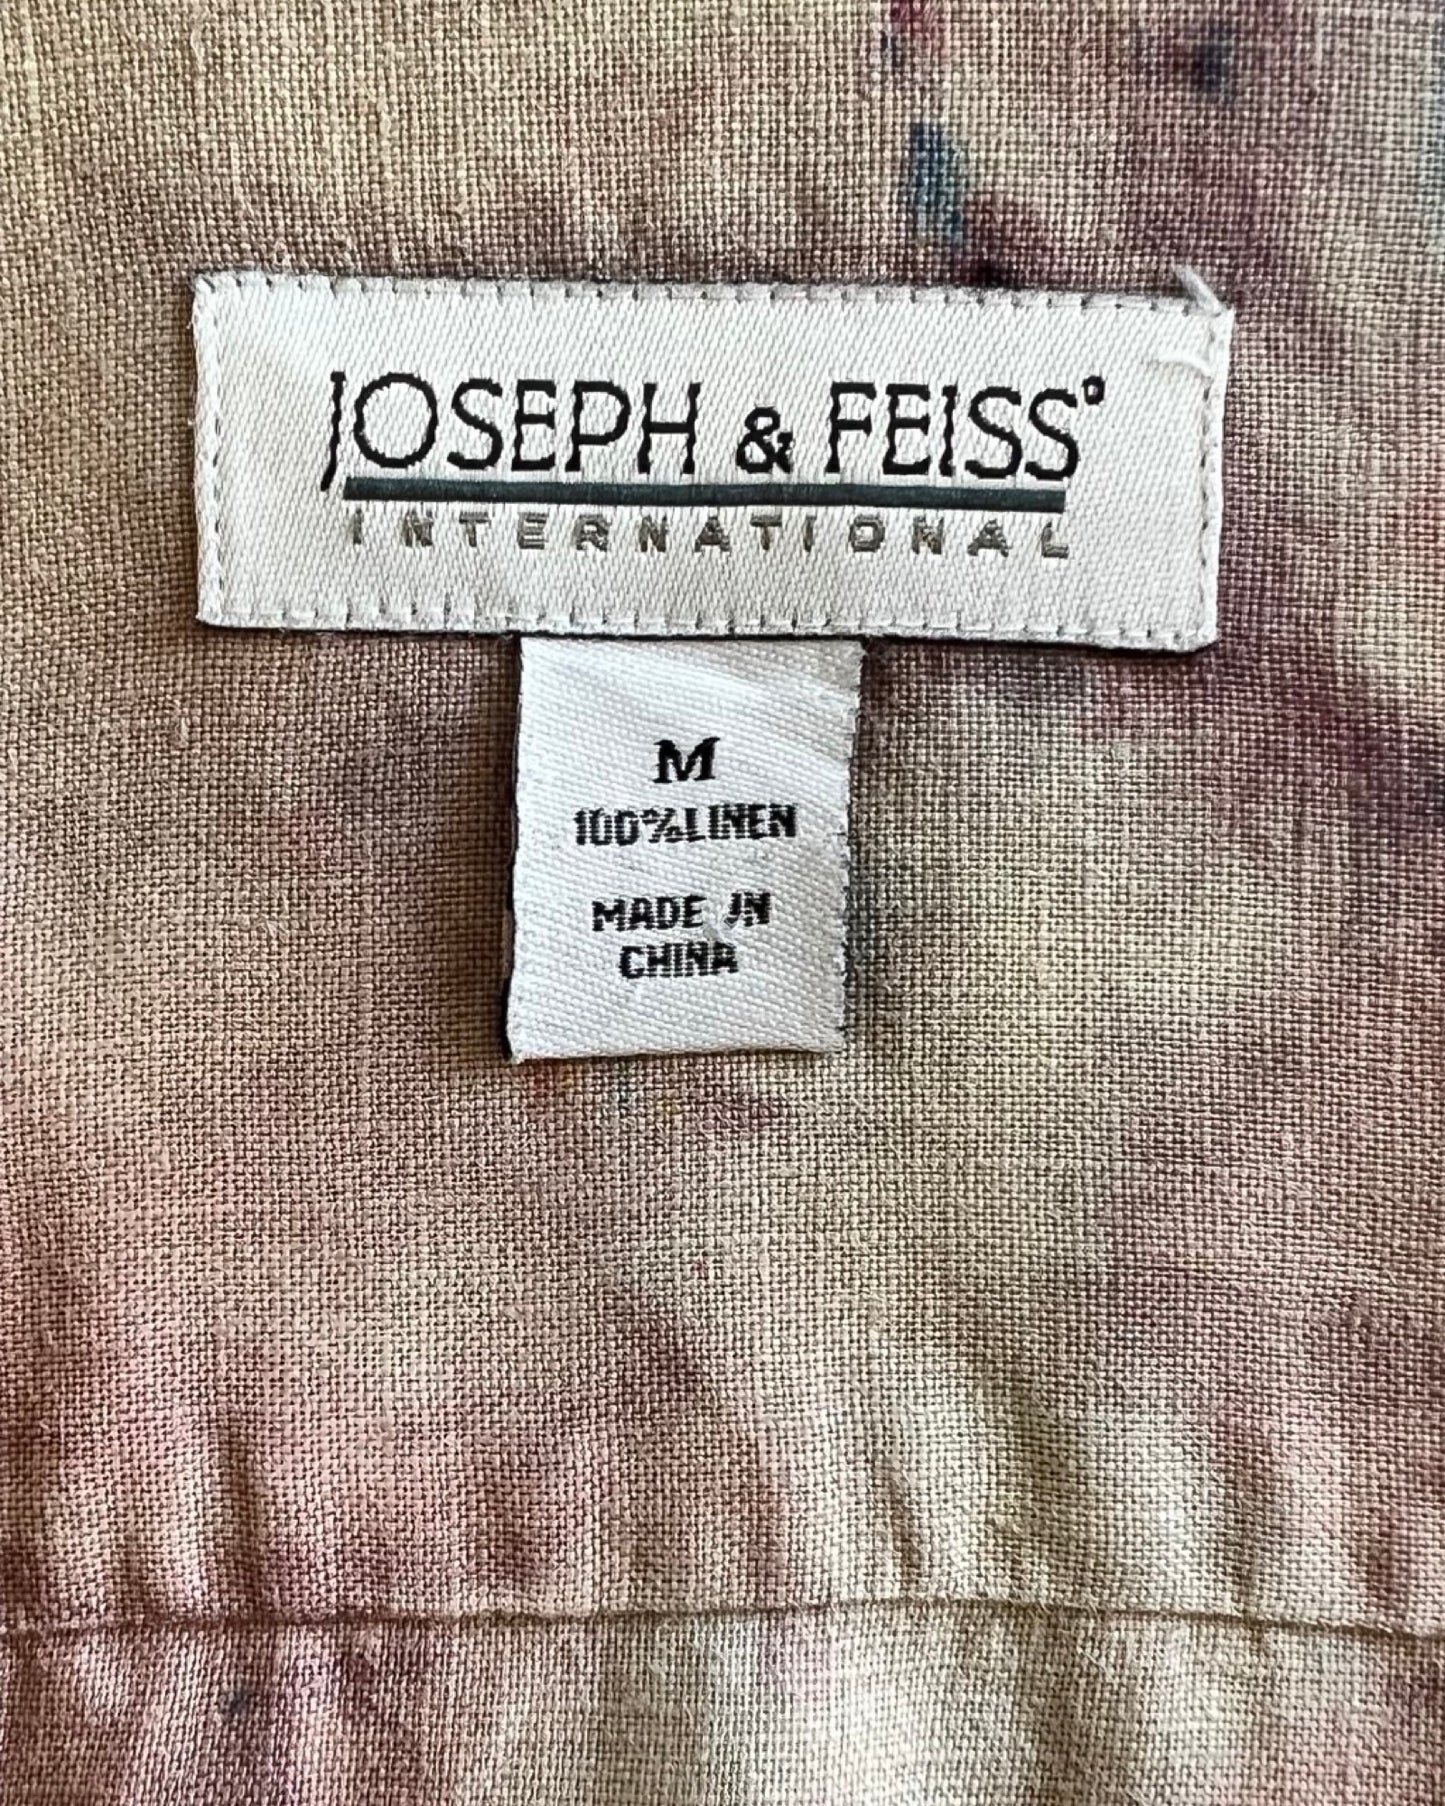 JOSEPH & FEISS®
INTERNATIONAL
M
100%LINEN
MADE IN
CHINA